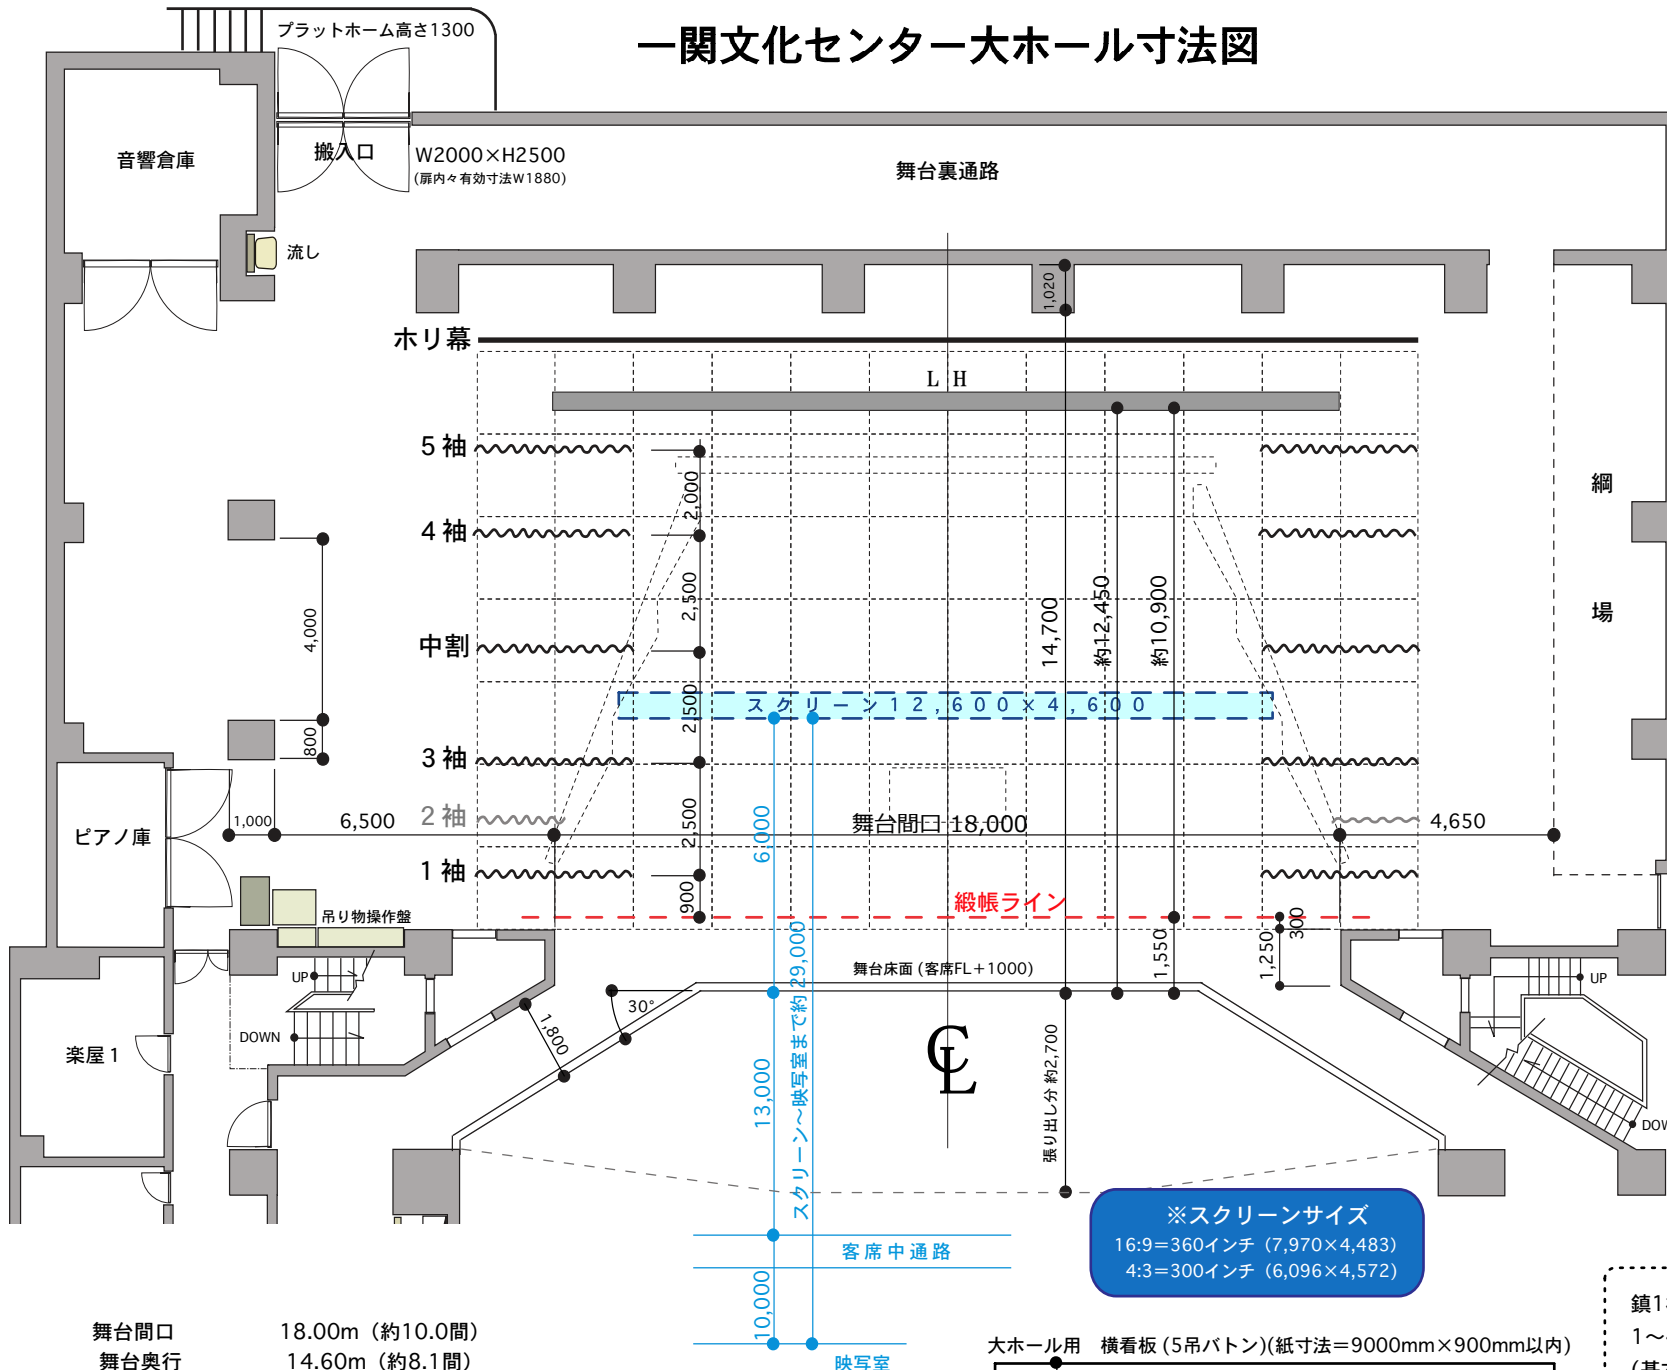 一関文化センター大ホール寸法図
プラットホーム高さ1300
音響倉庫
搬入口
W2000×H2500
(扉内々有効寸法W1880)
舞台裏通路
流し
1,020
ホリ幕
L H
5 袖
2,000
4 袖
2,500
綱
場
4,000
中割
14,700
約12,450
約10,900
スクリーン12,600×4,600
2,500
800
3 袖
ピアノ庫
1,000
6,500
2 袖
6,000
2,500
舞台間口 18,000
4,650
1 袖
900
緞帳ライン
吊り物操作盤
300
1,250
1,550
UP
舞台床面 (客席FL+1000)
UP
30°
1,800
DOWN
楽屋 1
13,000
スクリーン〜映写室まで約 29,000
CL
張り出し分 約2,700
DOW
※スクリーンサイズ
16:9=360インチ (7,970×4,483)
4:3=300インチ (6,096×4,572)
客席中通路
10,000
映写室
舞台間口 18.00m (約10.0間)
舞台奥行 14.60m (約8.1間)
大ホール用 横看板 (5吊バトン)(紙寸法=9000mm×900mm以内)
鎮1
1〜